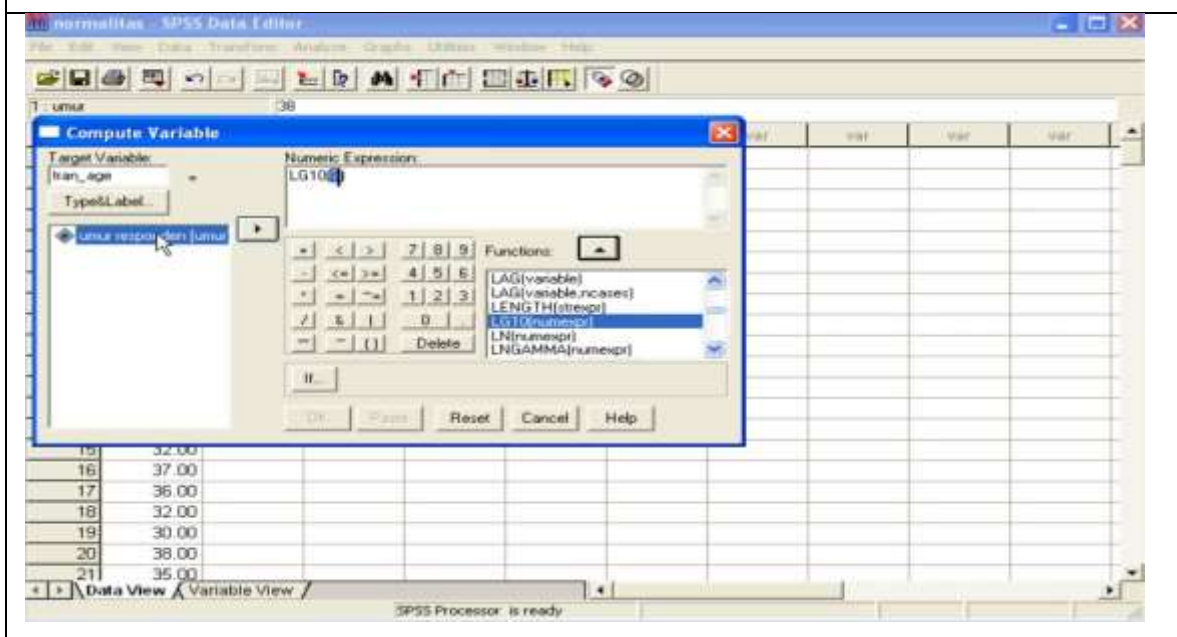 normalitas - SPSS Data Editor
File Edit View Data Transform Analyze Graphs Utilities Window Help
1 : umur 38
Compute Variable
var var var var
Target Variable: Numeric Expression:
tran_age = LG10(
Type&Label...
umur responden [umur
+ < > 7 8 9 Functions:
- <= >= 4 5 6 LAG(variable)
* = ~= 1 2 3 LAG(variable,ncases)
LENGTH(strexpr)
/ & | 0 . LG10(numexpr)
** ~ ( ) Delete LN(numexpr)
LNGAMMA(numexpr)
If...
OK Paste Reset Cancel Help
15 32.00
16 37.00
17 36.00
18 32.00
19 30.00
20 38.00
21 35.00
Data View Variable View
SPSS Processor is ready